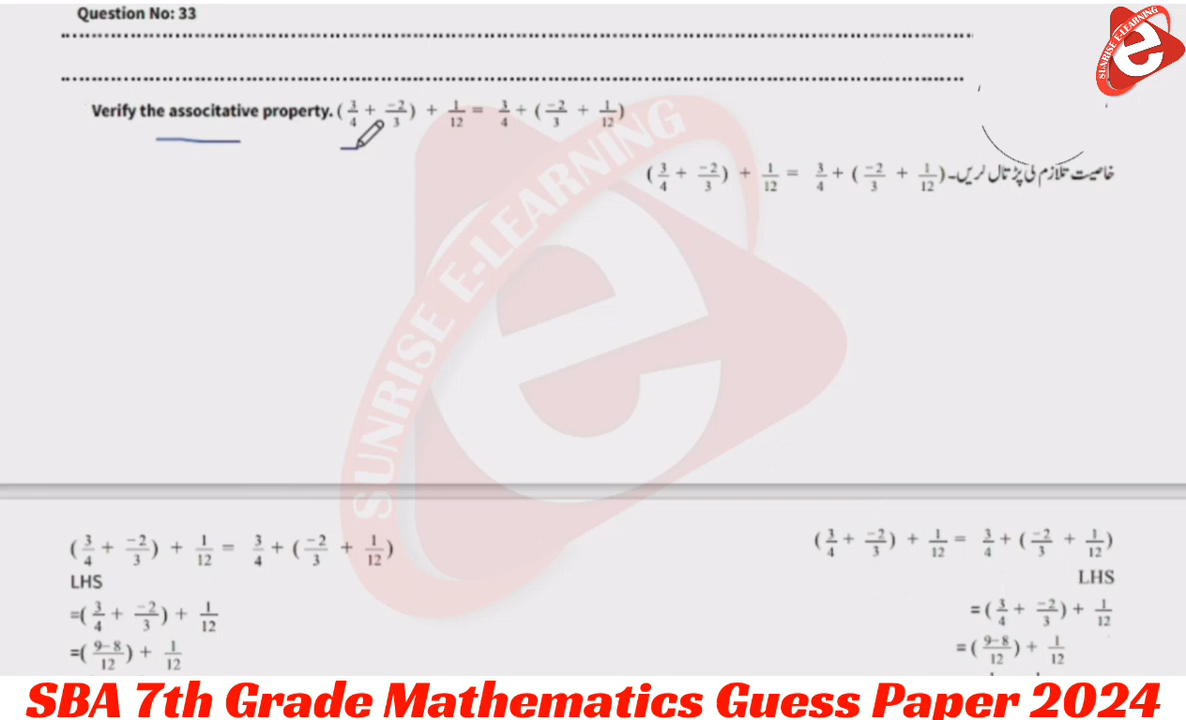 Question No: 33
SUNRISE E-LEARNING
Verify the associtative property. (3/4 + -2/3) + 1/12 = 3/4 + (-2/3 + 1/12)
خاصیت تلازم کی پڑتال کریں۔ (3/4 + -2/3) + 1/12 = 3/4 + (-2/3 + 1/12)
SUNRISE E-LEARNING
(3/4 + -2/3) + 1/12 = 3/4 + (-2/3 + 1/12)
LHS
=(3/4 + -2/3) + 1/12
=(9-8/12) + 1/12
(3/4 + -2/3) + 1/12 = 3/4 + (-2/3 + 1/12)
LHS
=(3/4 + -2/3) + 1/12
=(9-8/12) + 1/12
SBA 7th Grade Mathematics Guess Paper 2024